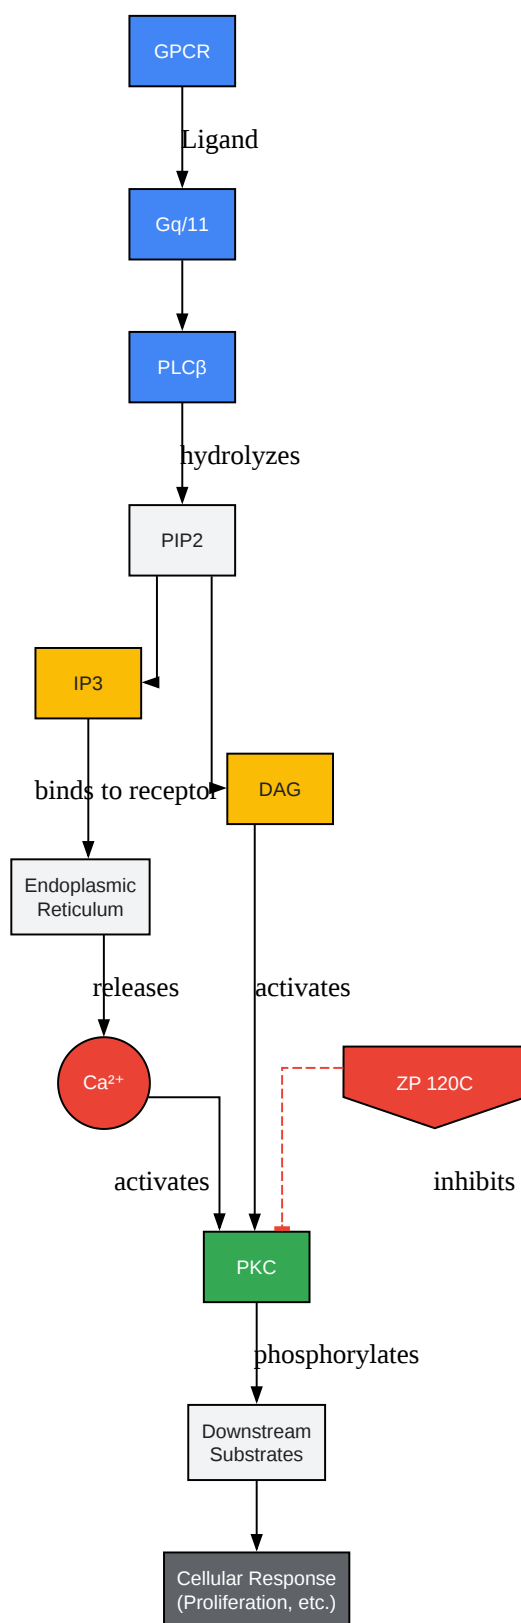 GPCR
Ligand
Gq/11
PLCβ
hydrolyzes
PIP2
IP3
binds to receptor
DAG
Endoplasmic
Reticulum
releases
activates
Ca²⁺
ZP 120C
activates
inhibits
PKC
phosphorylates
Downstream
Substrates
Cellular Response
(Proliferation, etc.)